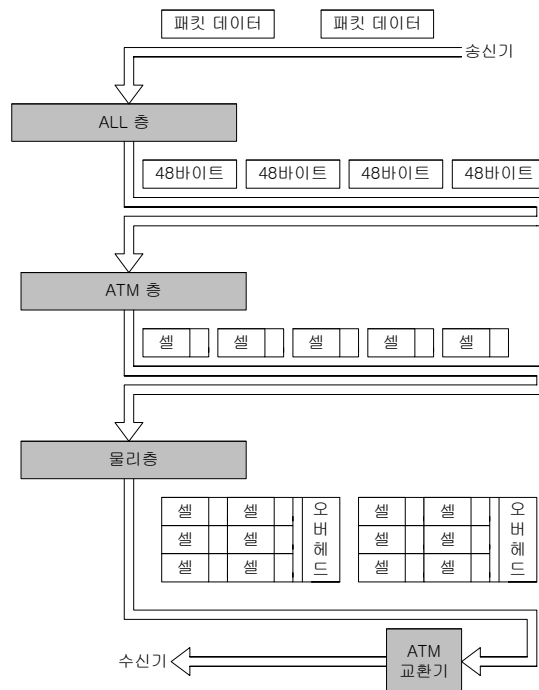 패킷 데이터 패킷 데이터
송신기
ALL 층
48바이트 48바이트 48바이트 48바이트
ATM 층
셀 셀 셀 셀 셀
물리층
셀 셀 오버헤드 셀 셀 오버헤드
셀 셀 셀 셀
셀 셀 셀 셀
수신기
ATM
교환기